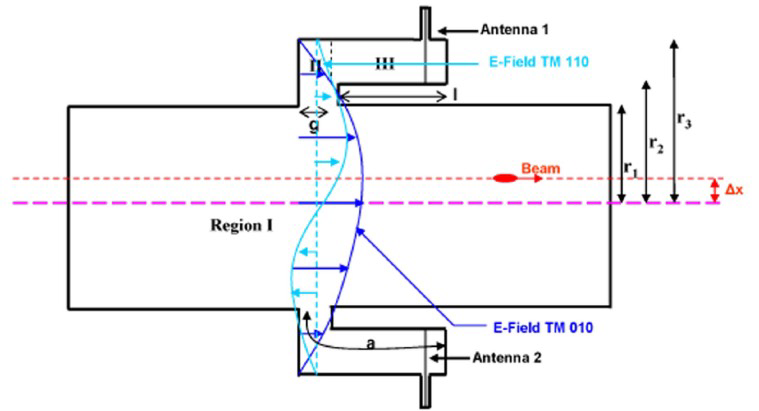 Antenna 1
E-Field TM 110
II
III
l
g
r₃
r₂
r₁
Beam
Δx
Region I
E-Field TM 010
a
Antenna 2